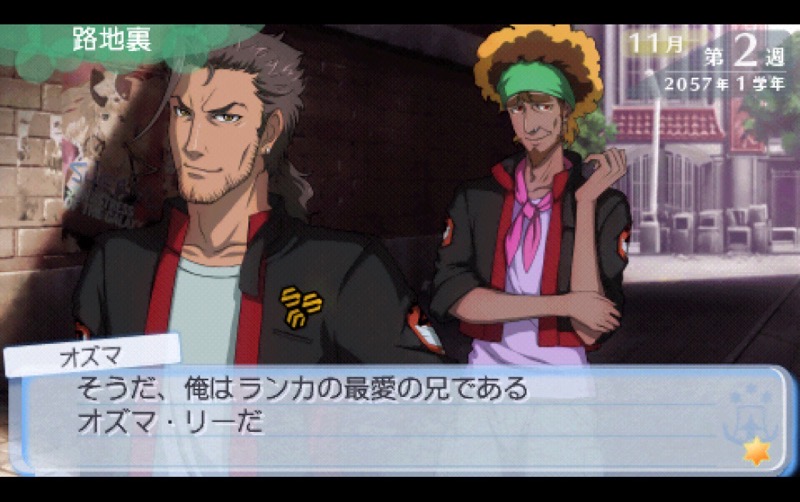 路地裏
11月 第2週
2057年1学年
オズマ
そうだ、俺はランカの最愛の兄である
オズマ・リーだ